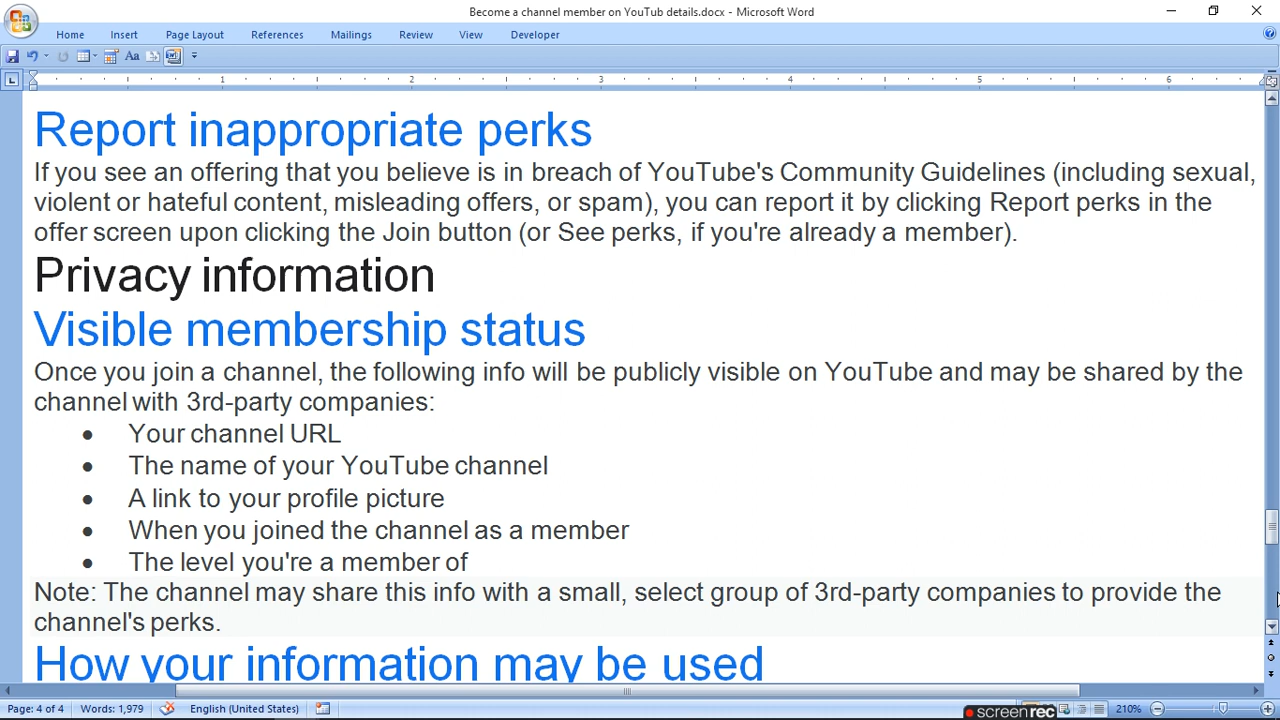 Become a channel member on YouTub details.docx - Microsoft Word
Home Insert Page Layout References Mailings Review View Developer
Aa
1 2 3 4 5 6
Report inappropriate perks
If you see an offering that you believe is in breach of YouTube's Community Guidelines (including sexual,
violent or hateful content, misleading offers, or spam), you can report it by clicking Report perks in the
offer screen upon clicking the Join button (or See perks, if you're already a member).
Privacy information
Visible membership status
Once you join a channel, the following info will be publicly visible on YouTube and may be shared by the
channel with 3rd-party companies:
• Your channel URL
• The name of your YouTube channel
• A link to your profile picture
• When you joined the channel as a member
• The level you're a member of
Note: The channel may share this info with a small, select group of 3rd-party companies to provide the
channel's perks.
How your information may be used
Page: 4 of 4 Words: 1,979 English (United States) 210%
screenrec